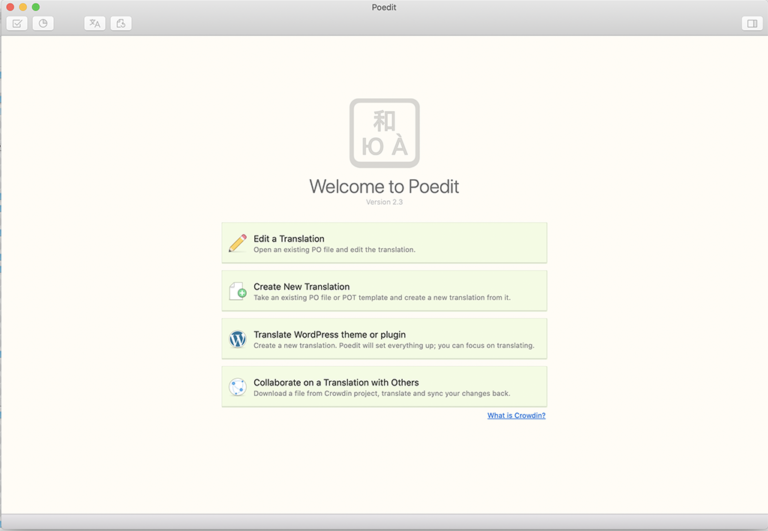 Poedit
和
Ю À
Welcome to Poedit
Version 2.3
Edit a Translation
Open an existing PO file and edit the translation.
Create New Translation
Take an existing PO file or POT template and create a new translation from it.
Translate WordPress theme or plugin
Create a new translation. Poedit will set everything up; you can focus on translating.
Collaborate on a Translation with Others
Download a file from Crowdin project, translate and sync your changes back.
What is Crowdin?